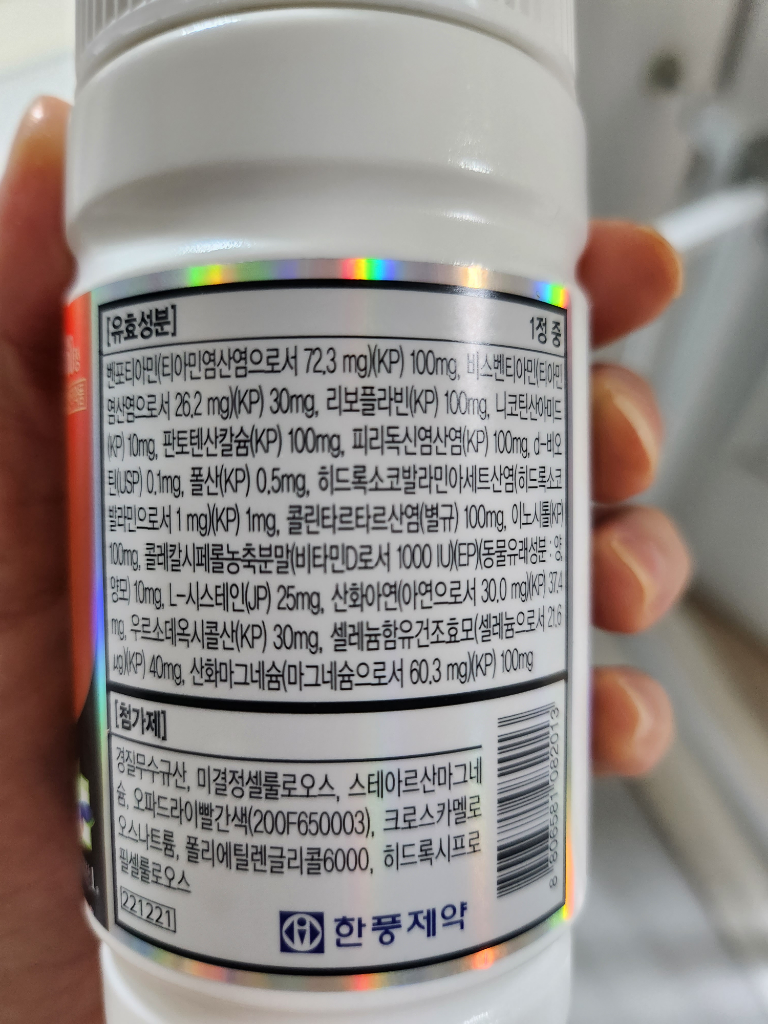 [유효성분] 1정 중
벤포티아민(티아민염산염으로서 72.3 mg)(KP) 100mg, 비스벤티아민(티아민
염산염으로서 26.2 mg)(KP) 30mg, 리보플라빈(KP) 100mg, 니코틴산아미드
(KP) 10mg, 판토텐산칼슘(KP) 100mg, 피리독신염산염(KP) 100mg, d-비오
틴(USP) 0.1mg, 폴산(KP) 0.5mg, 히드록소코발라민아세트산염(히드록소코
발라민으로서 1 mg)(KP) 1mg, 콜린타르타르산염(별규) 100mg, 이노시톨(KP)
100mg, 콜레칼시페롤농축분말(비타민D로서 1000 IU)(EP)(동물유래성분 : 양,
양모) 10mg, L-시스테인(JP) 25mg, 산화아연(아연으로서 30.0 mg)(KP) 37.4
mg, 우르소데옥시콜산(KP) 30mg, 셀레늄함유건조효모(셀레늄으로서 21.6
μg)(KP) 40mg, 산화마그네슘(마그네슘으로서 60.3 mg)(KP) 100mg
[첨가제]
경질무수규산, 미결정셀룰로오스, 스테아르산마그네
슘, 오파드라이빨간색(200F650003), 크로스카멜로
오스나트륨, 폴리에틸렌글리콜6000, 히드록시프로
필셀룰로오스
221221
한풍제약
8 806581 082013